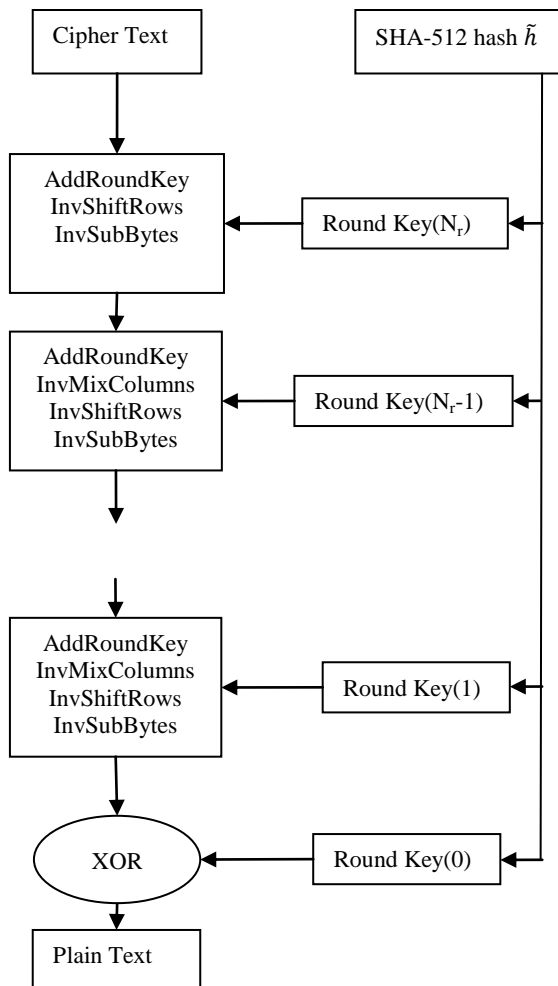 Cipher Text
SHA-512 hash h̃
AddRoundKey
InvShiftRows
InvSubBytes
Round Key(Nᵣ)
AddRoundKey
InvMixColumns
InvShiftRows
InvSubBytes
Round Key(Nᵣ-1)
AddRoundKey
InvMixColumns
InvShiftRows
InvSubBytes
Round Key(1)
XOR
Round Key(0)
Plain Text